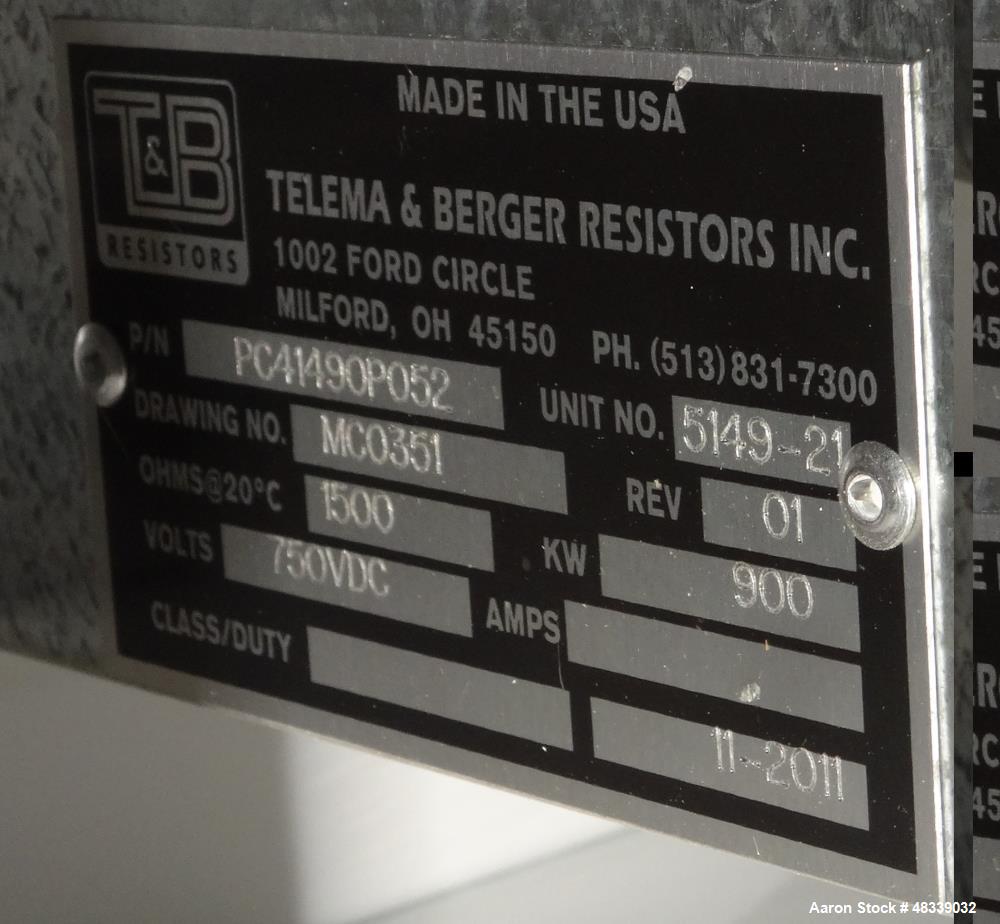 MADE IN THE USA
T&B
RESISTORS
TELEMA & BERGER RESISTORS INC.
1002 FORD CIRCLE
MILFORD, OH 45150 PH. (513)831-7300
P/N PC41490P052 UNIT NO. 5149-21
DRAWING NO. MC0351 REV 01
OHMS@20°C 1500 KW 900
VOLTS 750VDC AMPS
CLASS/DUTY 11-2011
Aaron Stock # 48339032